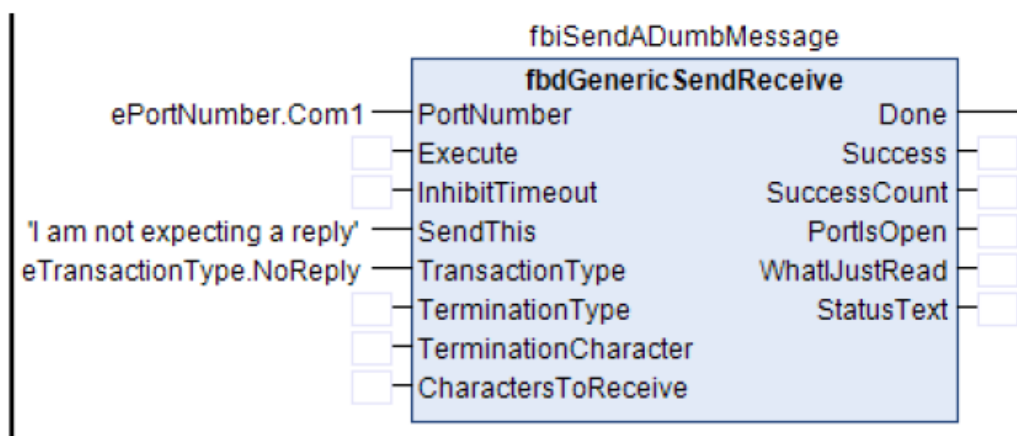 fbiSendADumbMessage
fbdGenericSendReceive
ePortNumber.Com1 PortNumber Done
Execute Success
InhibitTimeout SuccessCount
'I am not expecting a reply' SendThis PortIsOpen
eTransactionType.NoReply TransactionType WhatIJustRead
TerminationType StatusText
TerminationCharacter
CharactersToReceive